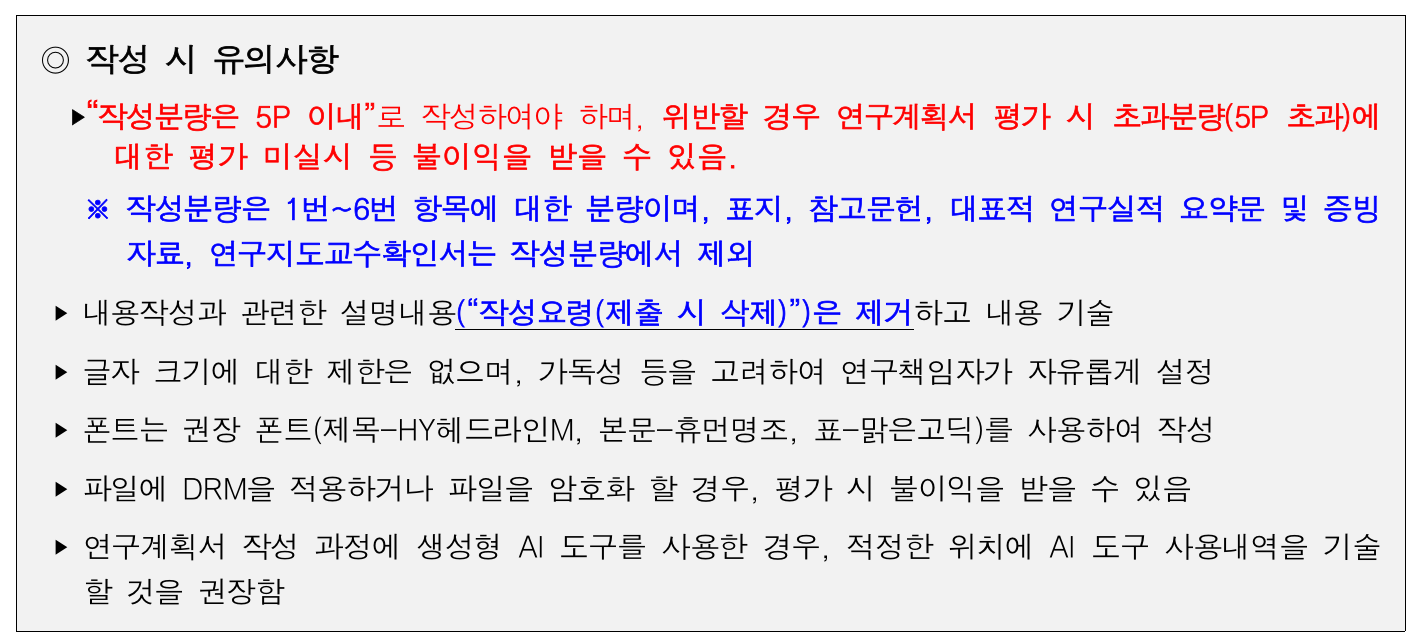 ◎ 작성 시 유의사항
▶“작성분량은 5P 이내”로 작성하여야 하며, 위반할 경우 연구계획서 평가 시 초과분량(5P 초과)에
대한 평가 미실시 등 불이익을 받을 수 있음.
※ 작성분량은 1번~6번 항목에 대한 분량이며, 표지, 참고문헌, 대표적 연구실적 요약문 및 증빙
자료, 연구지도교수확인서는 작성분량에서 제외
▶ 내용작성과 관련한 설명내용(“작성요령(제출 시 삭제)”)은 제거하고 내용 기술
▶ 글자 크기에 대한 제한은 없으며, 가독성 등을 고려하여 연구책임자가 자유롭게 설정
▶ 폰트는 권장 폰트(제목-HY헤드라인M, 본문-휴먼명조, 표-맑은고딕)를 사용하여 작성
▶ 파일에 DRM을 적용하거나 파일을 암호화 할 경우, 평가 시 불이익을 받을 수 있음
▶ 연구계획서 작성 과정에 생성형 AI 도구를 사용한 경우, 적정한 위치에 AI 도구 사용내역을 기술
할 것을 권장함